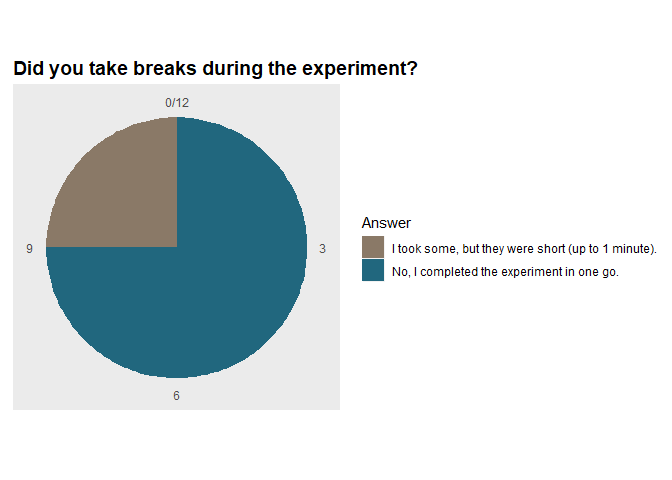 Did you take breaks during the experiment?
0/12
9
3
6
Answer
I took some, but they were short (up to 1 minute).
No, I completed the experiment in one go.